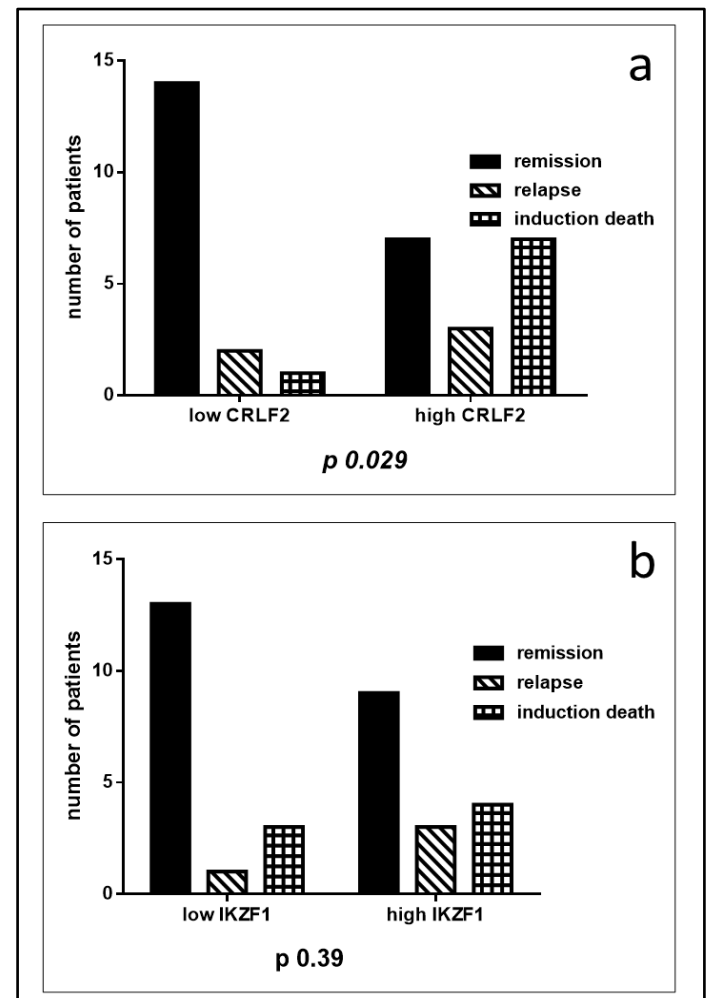 a
15
10
5
0
number of patients
remission
relapse
induction death
low CRLF2
high CRLF2
p 0.029
b
15
10
5
0
number of patients
remission
relapse
induction death
low IKZF1
high IKZF1
p 0.39